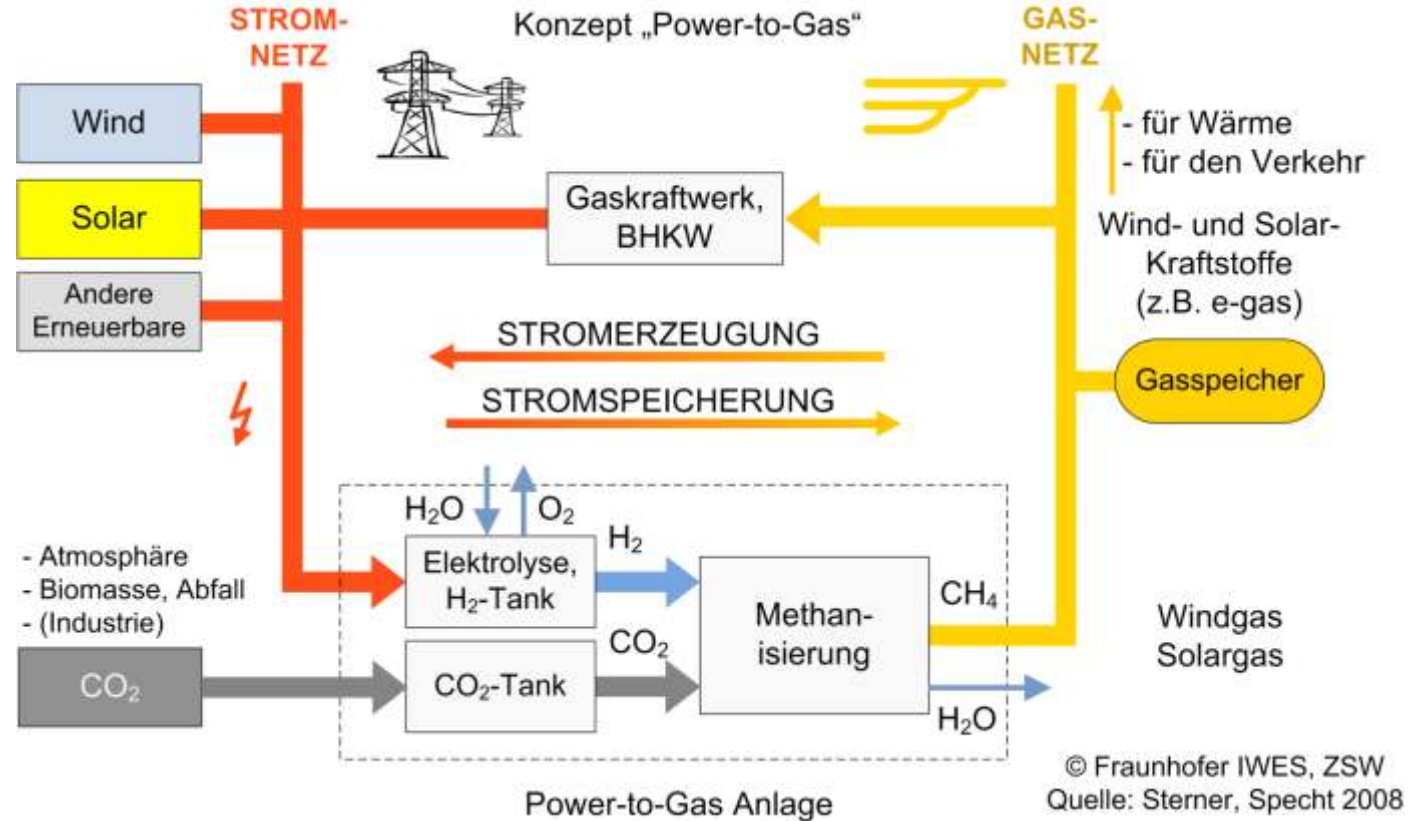 Konzept „Power-to-Gas“
STROM-
NETZ
GAS-
NETZ
Wind
Solar
Andere
Erneuerbare
Gaskraftwerk,
BHKW
- für Wärme
- für den Verkehr
Wind- und Solar-
Kraftstoffe
(z.B. e-gas)
Gasspeicher
STROMERZEUGUNG
STROMSPEICHERUNG
H₂O
O₂
Elektrolyse,
H₂-Tank
H₂
- Atmosphäre
- Biomasse, Abfall
- (Industrie)
CO₂
CO₂-Tank
CO₂
Methan-
isierung
CH₄
H₂O
Windgas
Solargas
Power-to-Gas Anlage
© Fraunhofer IWES, ZSW
Quelle: Sterner, Specht 2008